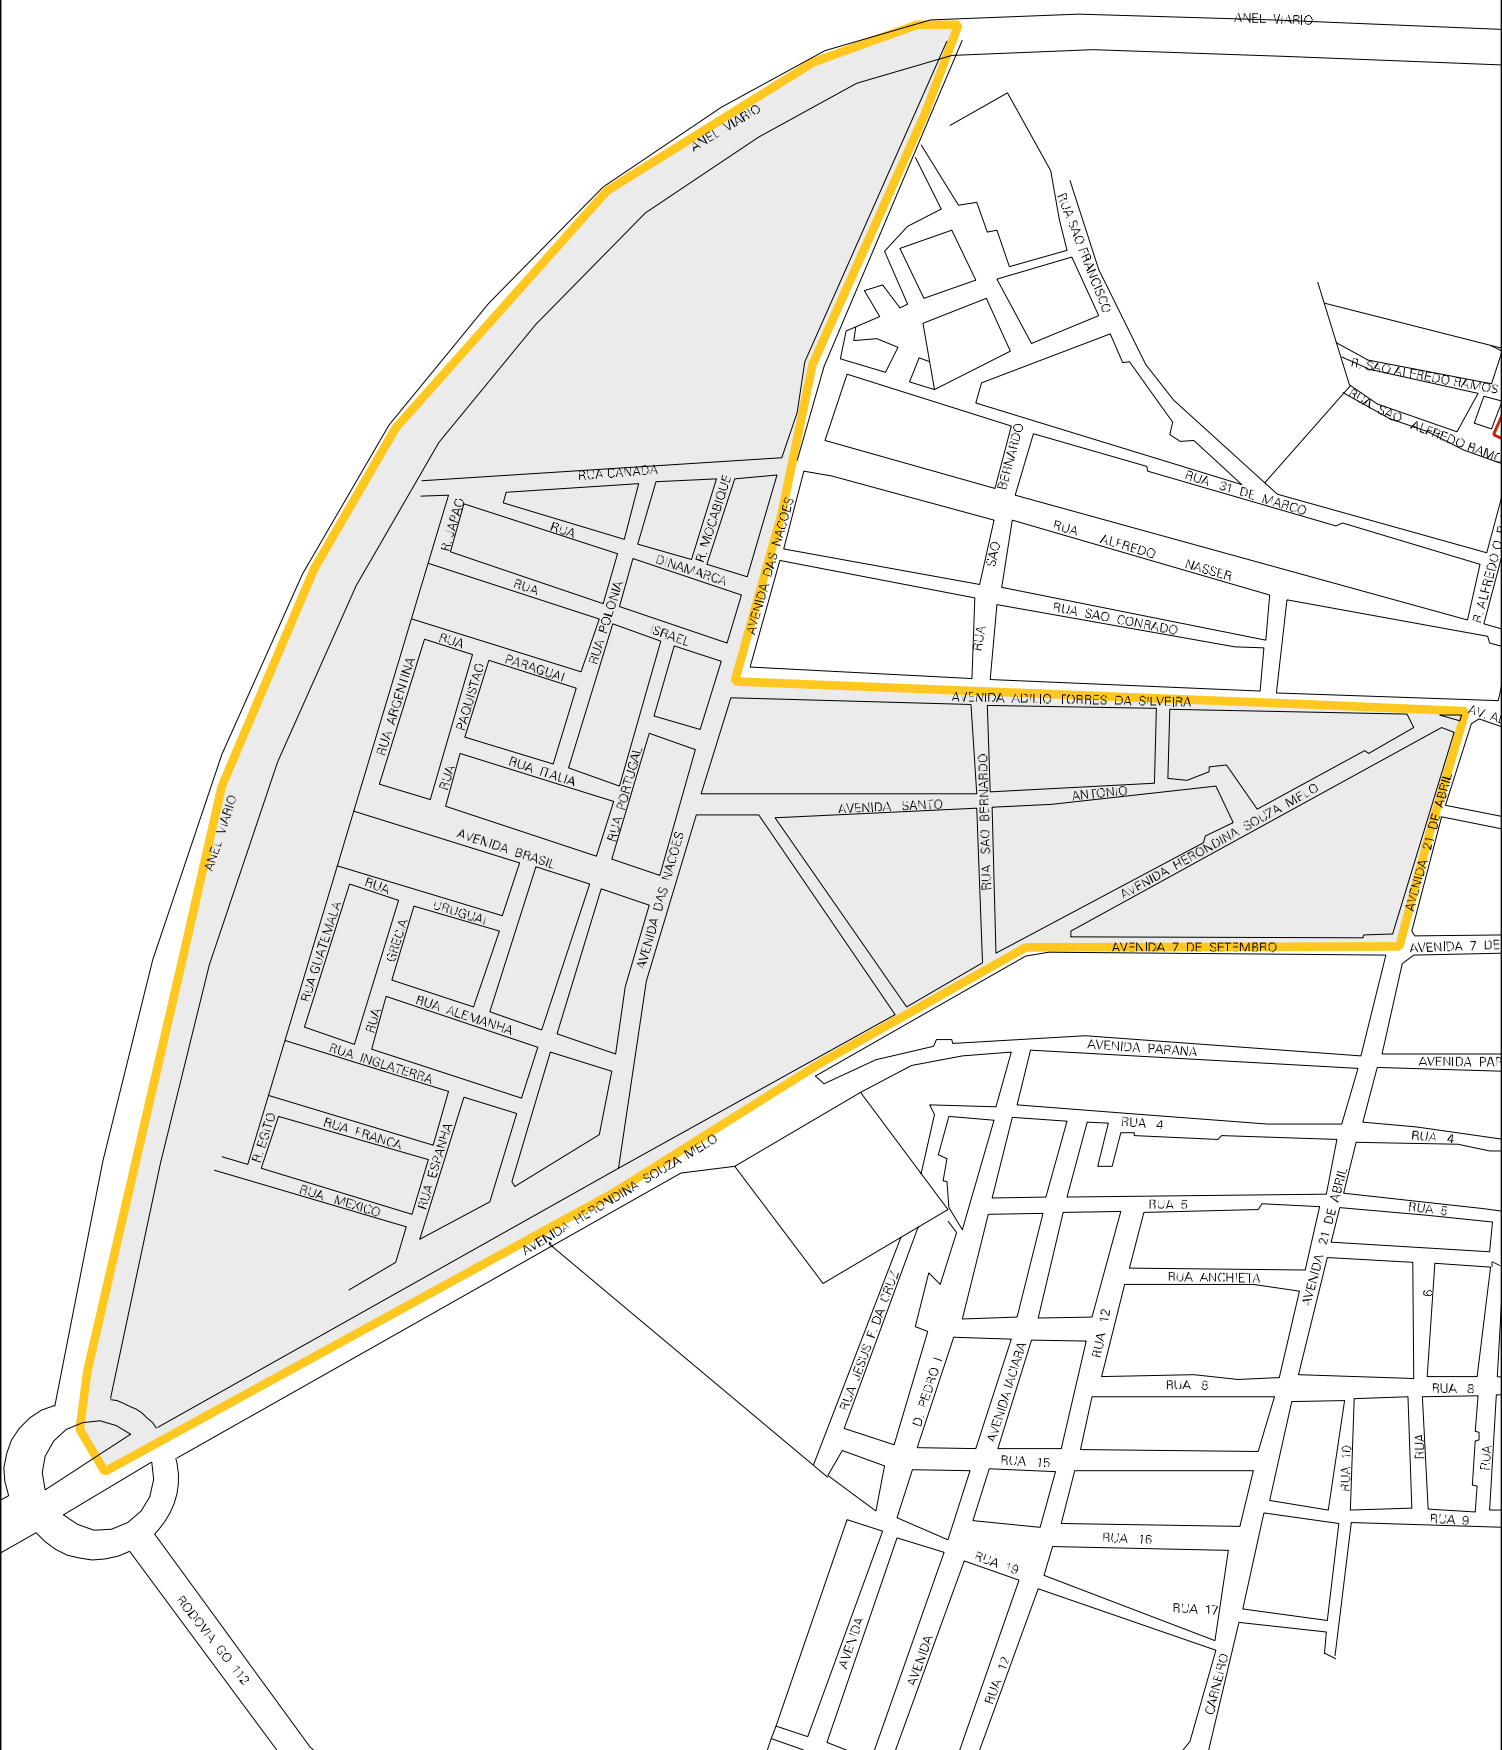 ANEL VIARIO
ANEL VIARIO
RUA SAO FRANCISCO
R. SAO ALFREDO RAMOS
RUA SAO ALFREDO RAMO
RUA CANADA
BERNARDO
RUA 31 DE MARCO
R. JAPAO
RUA
R. MOCABIQUE
AVENIDA DAS NACOES
SAO
RUA ALFREDO NASSER
DINAMARCA
R. ALFREDO
RUA
RUA POLONIA
RUA SAO CONRADO
ISRAEL
RUA
RUA
PARAGUAI
RUA ARGENTINA
PAQUISTAO
AVENIDA ABILIO TORRES DA SILVEIRA
AV. A
RUA ITALIA
RUA
RUA PORTUGAL
RUA SAO BERNARDO
AVENIDA SANTO
ANTONIO
AVENIDA HERONDINA SOUZA MELO
AVENIDA 21 DE ABRIL
ANEL VIARIO
AVENIDA BRASIL
AVENIDA DAS NACOES
RUA
URUGUAI
RUA GUATEMALA
GRECIA
AVENIDA 7 DE SETEMBRO
AVENIDA 7 DE
RUA
RUA ALEMANHA
RUA INGLATERRA
AVENIDA PARANA
AVENIDA PAR
R. EGITO
RUA FRANCA
RUA ESPANHA
RUA 4
RUA 4
RUA MEXICO
AVENIDA HERONDINA SOUZA MELO
RUA 5
RUA 5
AVENIDA 21 DE ABRIL
RUA ANCHIETA
6
RUA JESUS F. DA CRUZ
RUA 12
D. PEDRO I
AVENIDA IACIARA
RUA 8
RUA 8
RUA 15
RUA 10
RUA
RUA
RUA 9
RUA 16
RUA 19
RUA 17
RODOVIA GO 112
AVENIDA
AVENIDA
RUA 12
CARNEIRO